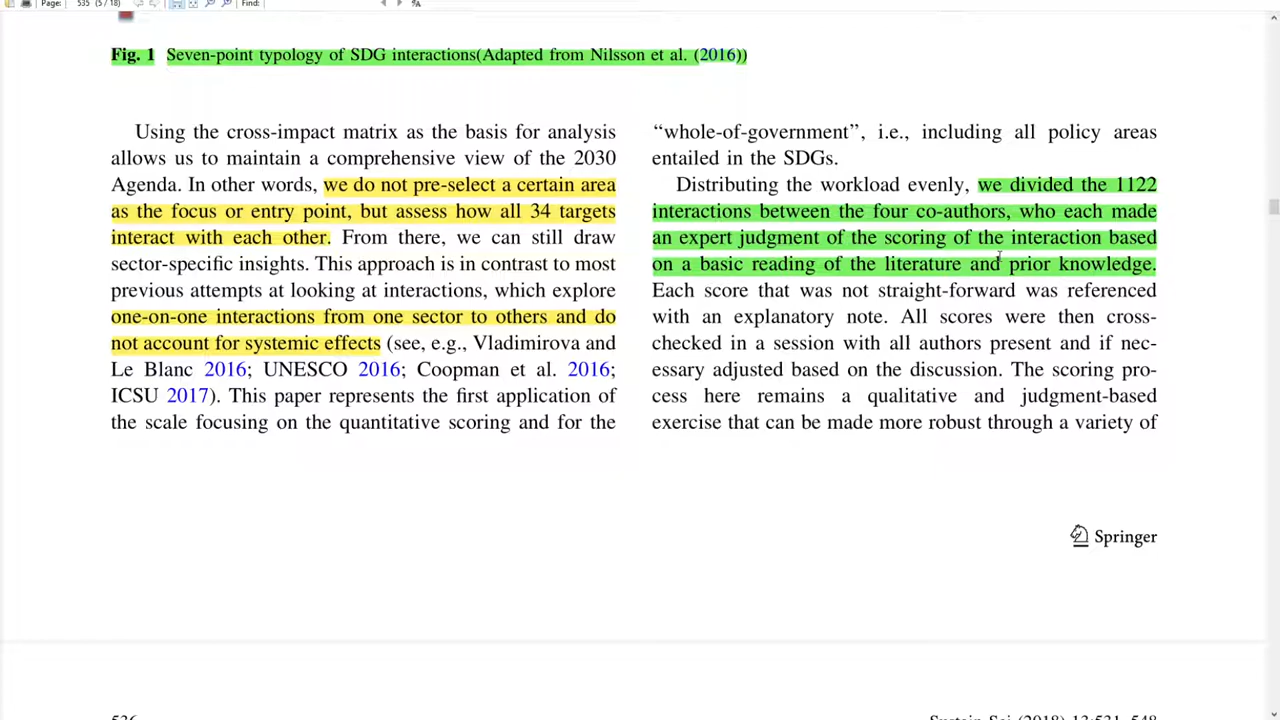 Page: 535 (5 / 18) Find:
Fig. 1 Seven-point typology of SDG interactions(Adapted from Nilsson et al. (2016))
Using the cross-impact matrix as the basis for analysis
allows us to maintain a comprehensive view of the 2030
Agenda. In other words, we do not pre-select a certain area
as the focus or entry point, but assess how all 34 targets
interact with each other. From there, we can still draw
sector-specific insights. This approach is in contrast to most
previous attempts at looking at interactions, which explore
one-on-one interactions from one sector to others and do
not account for systemic effects (see, e.g., Vladimirova and
Le Blanc 2016; UNESCO 2016; Coopman et al. 2016;
ICSU 2017). This paper represents the first application of
the scale focusing on the quantitative scoring and for the
“whole-of-government”, i.e., including all policy areas
entailed in the SDGs.
Distributing the workload evenly, we divided the 1122
interactions between the four co-authors, who each made
an expert judgment of the scoring of the interaction based
on a basic reading of the literature and prior knowledge.
Each score that was not straight-forward was referenced
with an explanatory note. All scores were then cross-
checked in a session with all authors present and if nec-
essary adjusted based on the discussion. The scoring pro-
cess here remains a qualitative and judgment-based
exercise that can be made more robust through a variety of
Springer
536 Sustain Sci (2018) 13:531–548